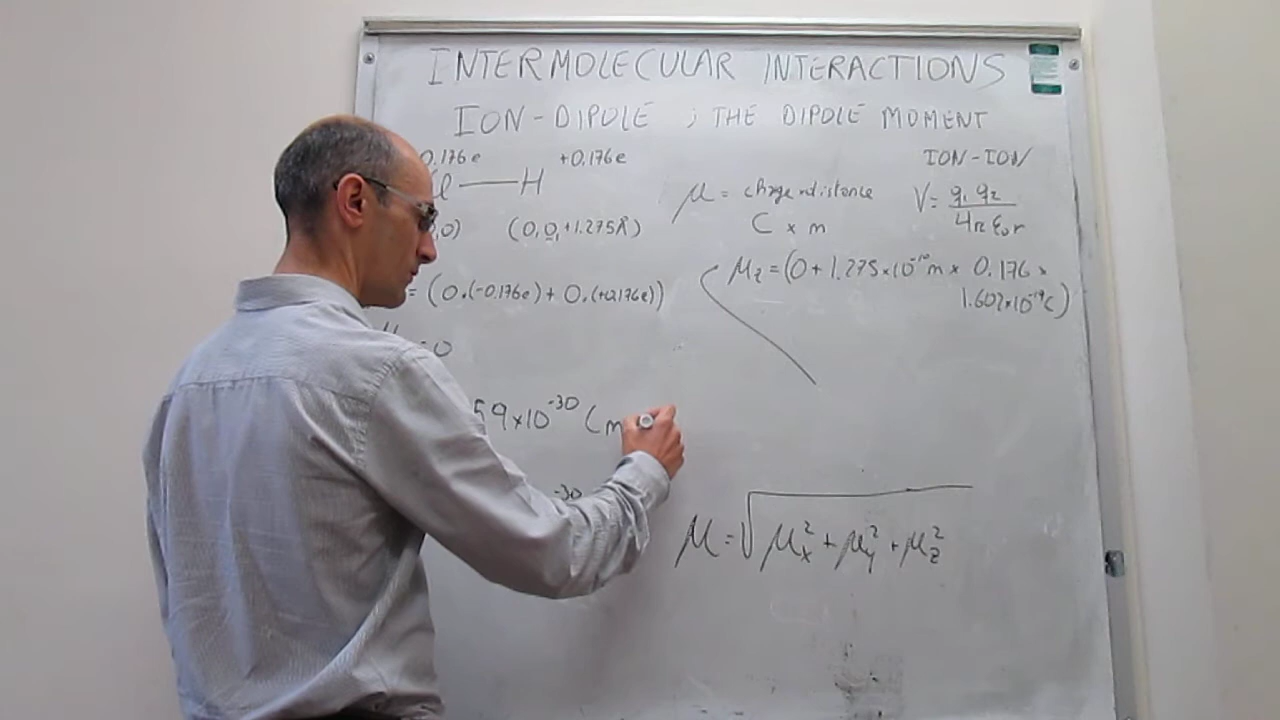 INTERMOLECULAR INTERACTIONS
ION-DIPOLE ; THE DIPOLE MOMENT
0.176e +0.176e
l — H
,0) (0,0,+1.275Å)
= (0.(-0.176e) + 0.(+0.176e))
=0
59×10⁻³⁰ Cm
⁻³⁰
ION-ION
μ = charge × distance
C × m
V = q₁ q₂ / 4π ε₀ r
μz = (0 + 1.275×10⁻¹⁰ m × 0.176 ×
1.602×10⁻¹⁹ C)
μ = √ μx² + μy² + μz²